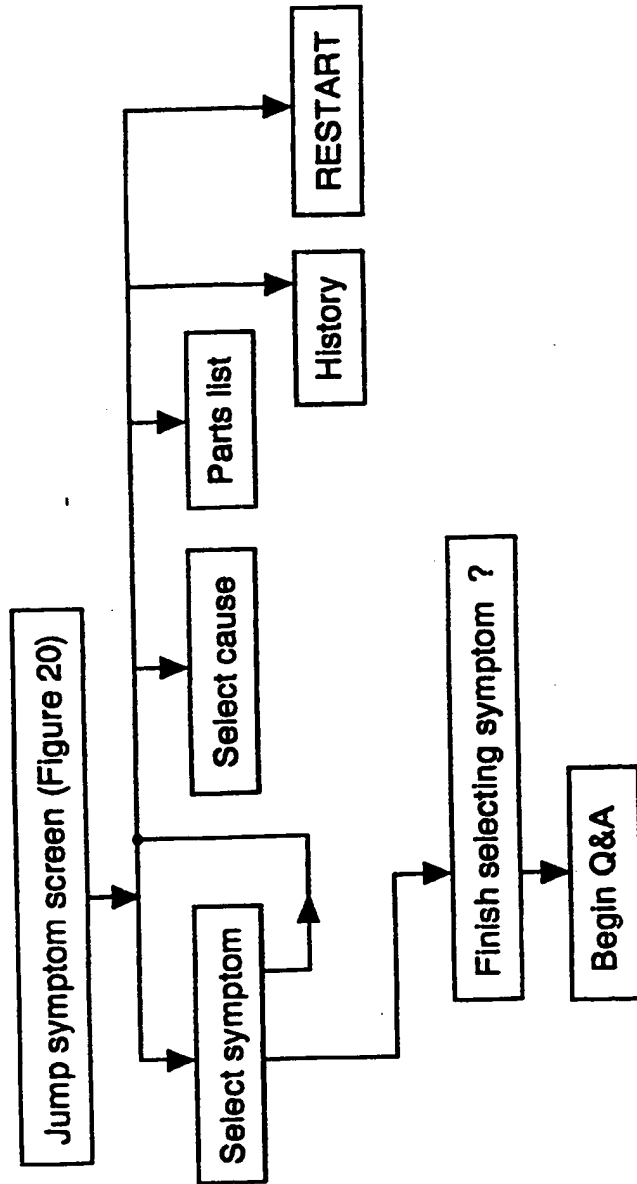 Jump symptom screen (Figure 20)
Select symptom
Select cause
Parts list
History
RESTART
Finish selecting symptom ?
Begin Q&A